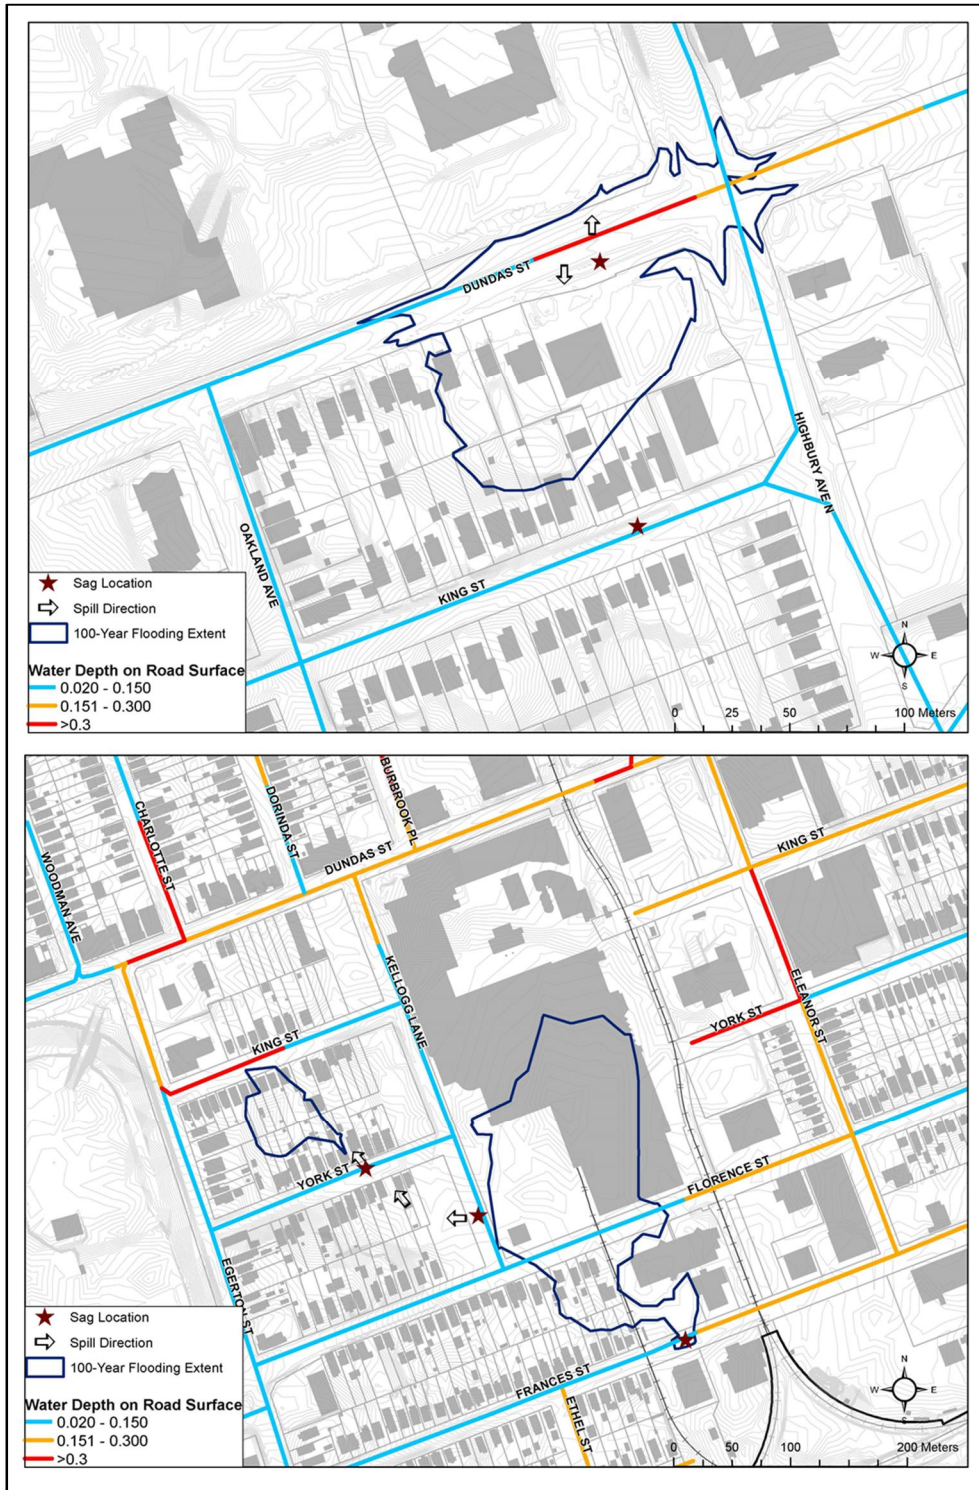 DUNDAS ST
OAKLAND AVE
KING ST
HIGHBURY AVE N
Sag Location
Spill Direction
100-Year Flooding Extent
Water Depth on Road Surface
0.020 - 0.150
0.151 - 0.300
>0.3
N
W E
S
0 25 50 100 Meters
WOODMAN AVE
CHARLOTTE ST
DORINDA ST
BURBROOK PL
DUNDAS ST
KING ST
KELLOGG LANE
ELEANOR ST
YORK ST
KING ST
YORK ST
FLORENCE ST
EGERTON ST
FRANCES ST
ETHEL ST
Sag Location
Spill Direction
100-Year Flooding Extent
Water Depth on Road Surface
0.020 - 0.150
0.151 - 0.300
>0.3
N
W E
S
0 50 100 200 Meters